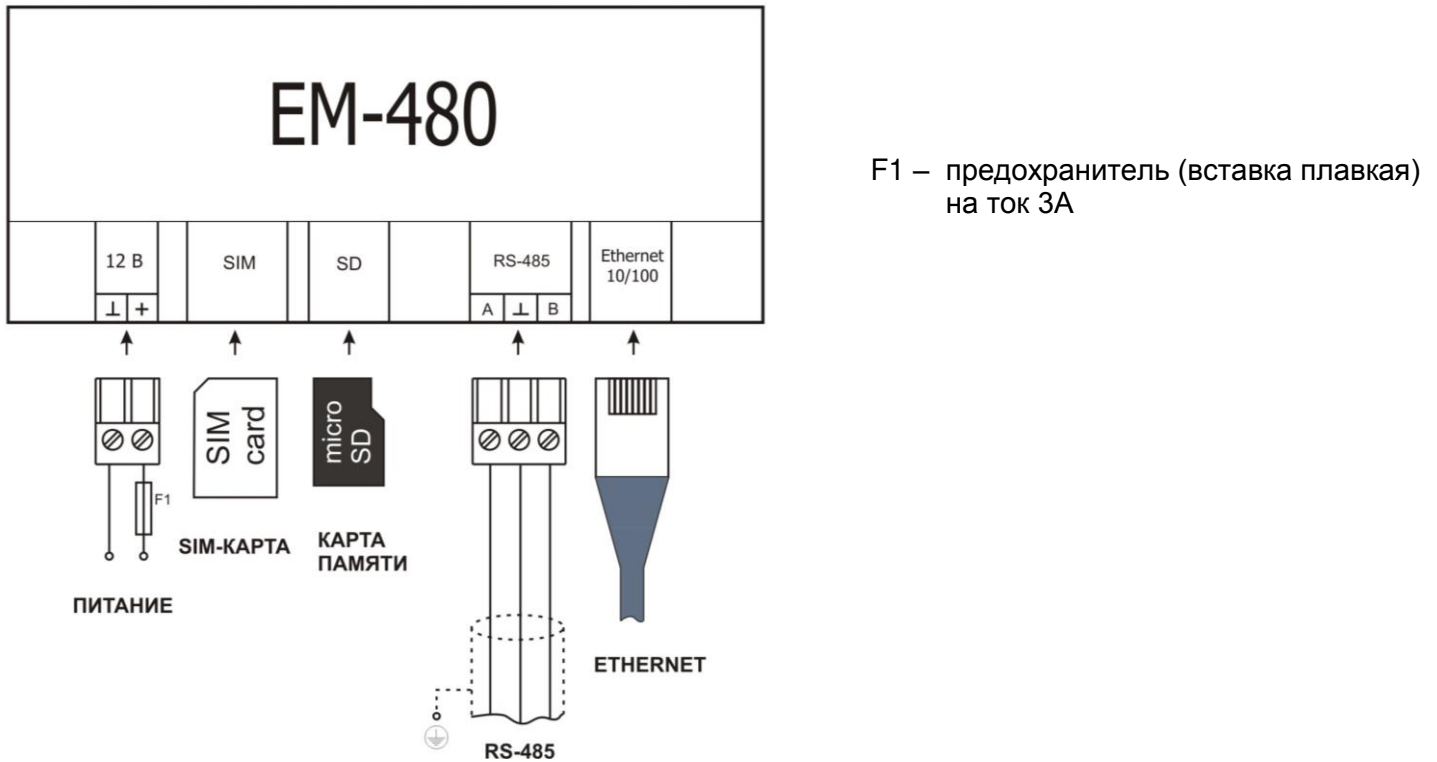 EM-480
F1 – предохранитель (вставка плавкая)
на ток 3А
12 В
SIM
SD
RS-485
Ethernet
10/100
⊥ +
A ⊥ B
SIM
card
micro
SD
F1
SIM-КАРТА
КАРТА
ПАМЯТИ
ПИТАНИЕ
ETHERNET
RS-485